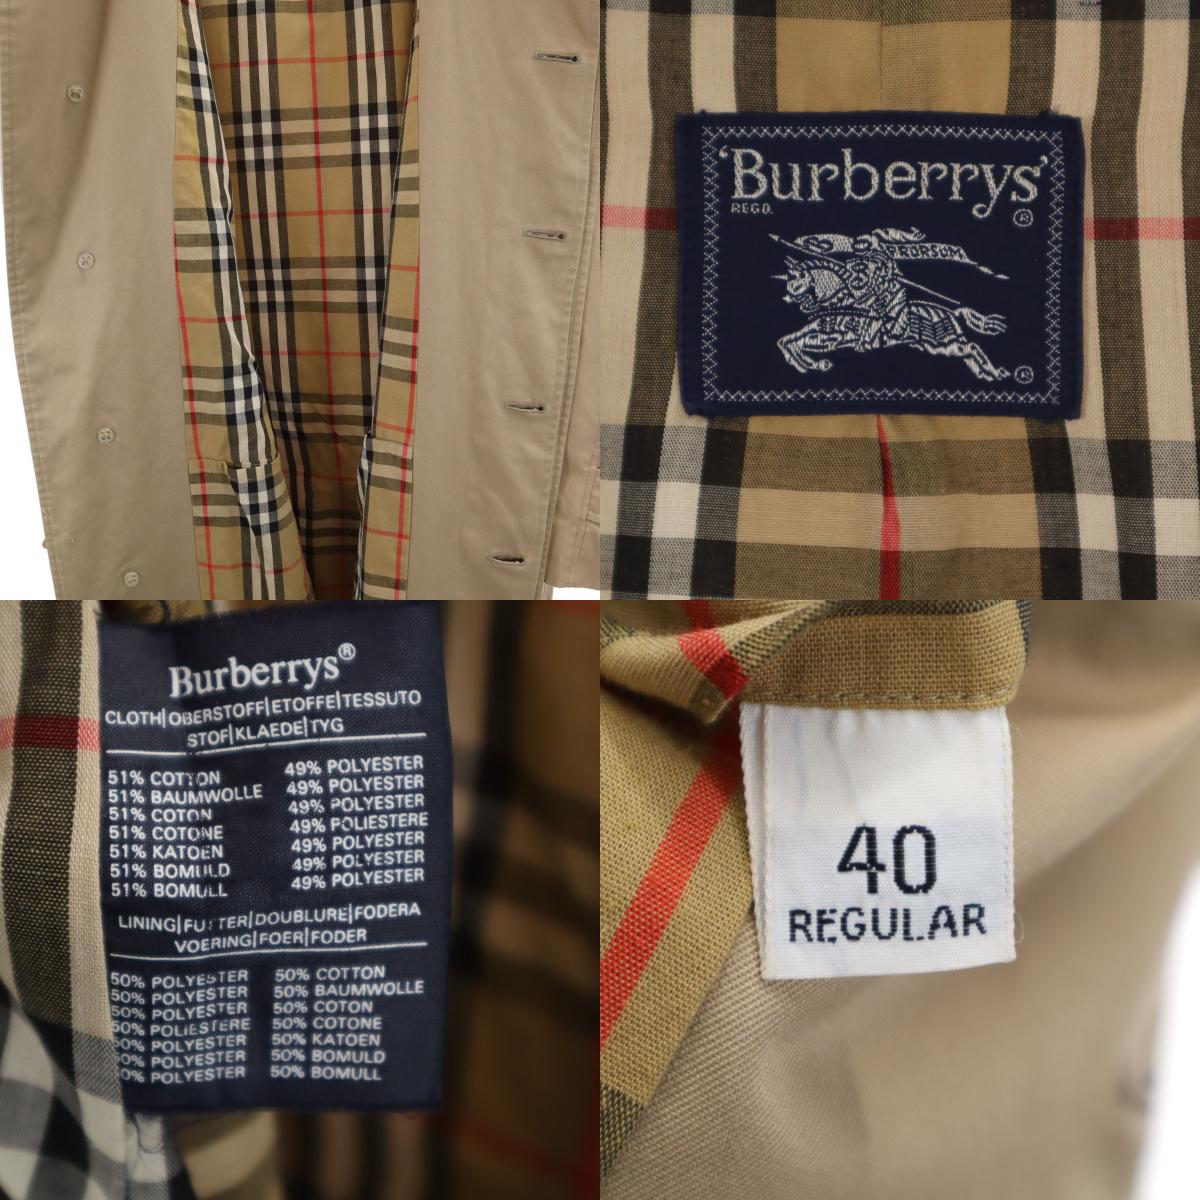 'Burberrys'
REGD.
®
PRORSUM
®
Burberrys®
CLOTH|OBERSTOFF|ETOFFE|TESSUTO
STOF|KLAEDE|TYG
51% COTTON 49% POLYESTER
51% BAUMWOLLE 49% POLYESTER
51% COTON 49% POLYESTER
51% COTONE 49% POLIESTERE
51% KATOEN 49% POLYESTER
51% BOMULD 49% POLYESTER
51% BOMULL 49% POLYESTER
LINING|FUTTER|DOUBLURE|FODERA
VOERING|FOER|FODER
50% POLYESTER 50% COTTON
50% POLYESTER 50% BAUMWOLLE
50% POLYESTER 50% COTON
50% POLIESTERE 50% COTONE
50% POLYESTER 50% KATOEN
50% POLYESTER 50% BOMULD
50% POLYESTER 50% BOMULL
40
REGULAR